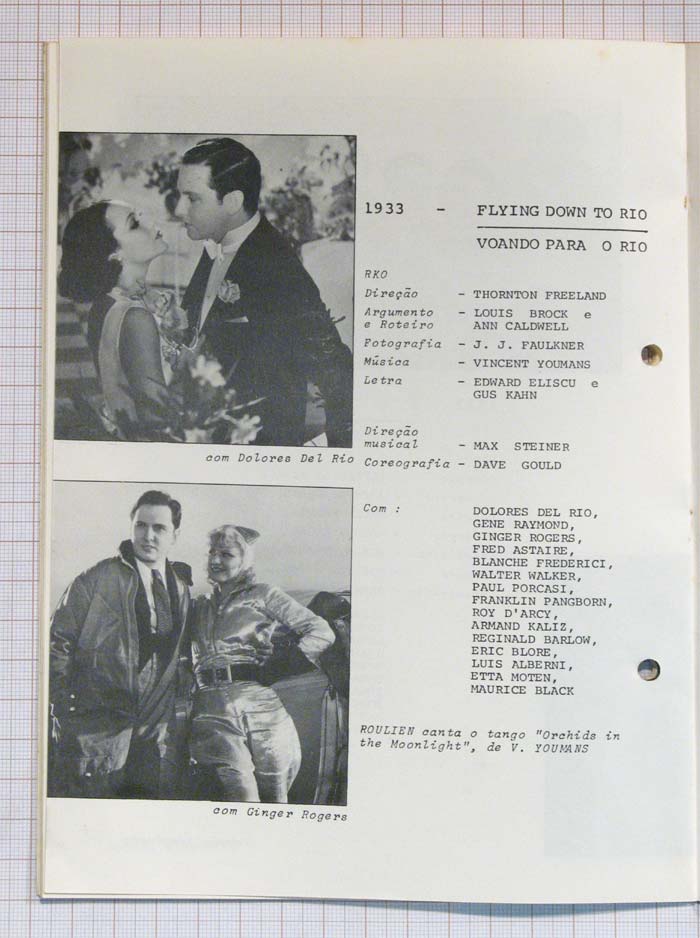 1933 - FLYING DOWN TO RIO
VOANDO PARA O RIO
RKO
Direção - THORNTON FREELAND
Argumento - LOUIS BROCK e
e Roteiro ANN CALDWELL
Fotografia - J. J. FAULKNER
Música - VINCENT YOUMANS
Letra - EDWARD ELISCU e
GUS KAHN
Direção
musical - MAX STEINER
Coreografia - DAVE GOULD
com Dolores Del Rio
Com : DOLORES DEL RIO,
GENE RAYMOND,
GINGER ROGERS,
FRED ASTAIRE,
BLANCHE FREDERICI,
WALTER WALKER,
PAUL PORCASI,
FRANKLIN PANGBORN,
ROY D'ARCY,
ARMAND KALIZ,
REGINALD BARLOW,
ERIC BLORE,
LUIS ALBERNI,
ETTA MOTEN,
MAURICE BLACK
ROULIEN canta o tango "Orchids in
the Moonlight", de V. YOUMANS
com Ginger Rogers